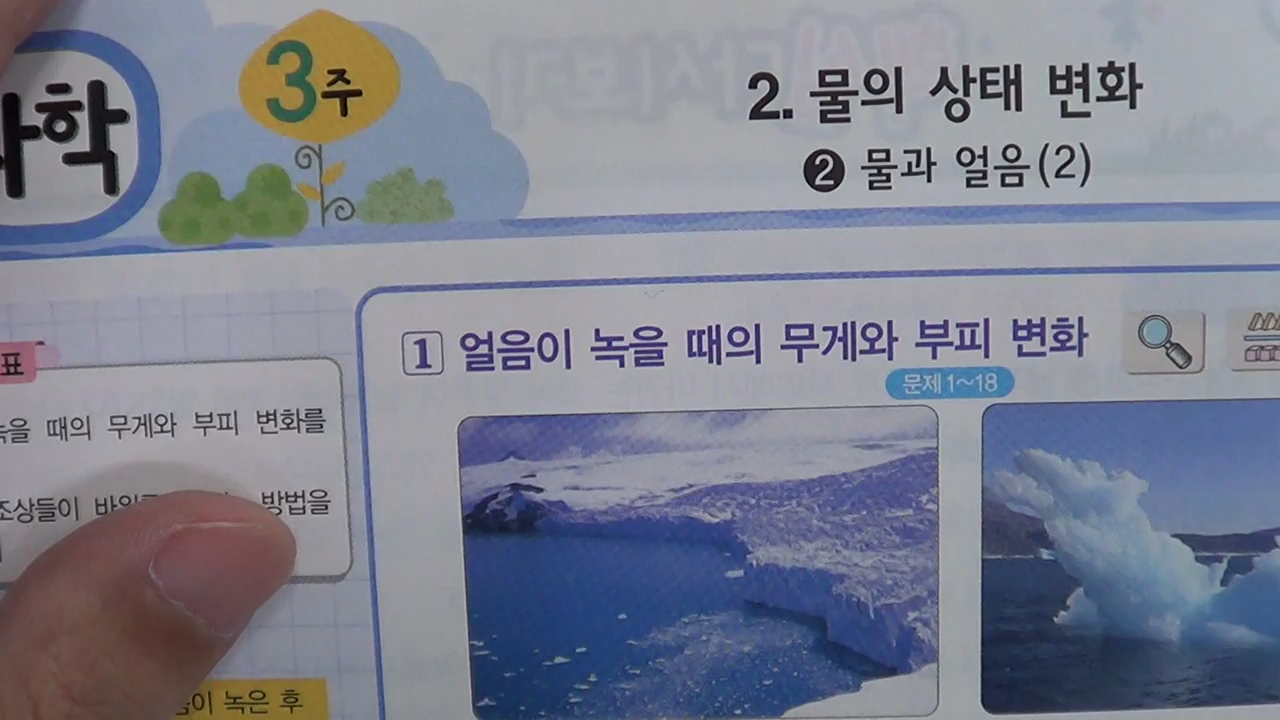 과학
3주
2. 물의 상태 변화
❷ 물과 얼음(2)
1 얼음이 녹을 때의 무게와 부피 변화
문제 1~18
표
녹을 때의 무게와 부피 변화를
조상들이 방법을
녹은 후